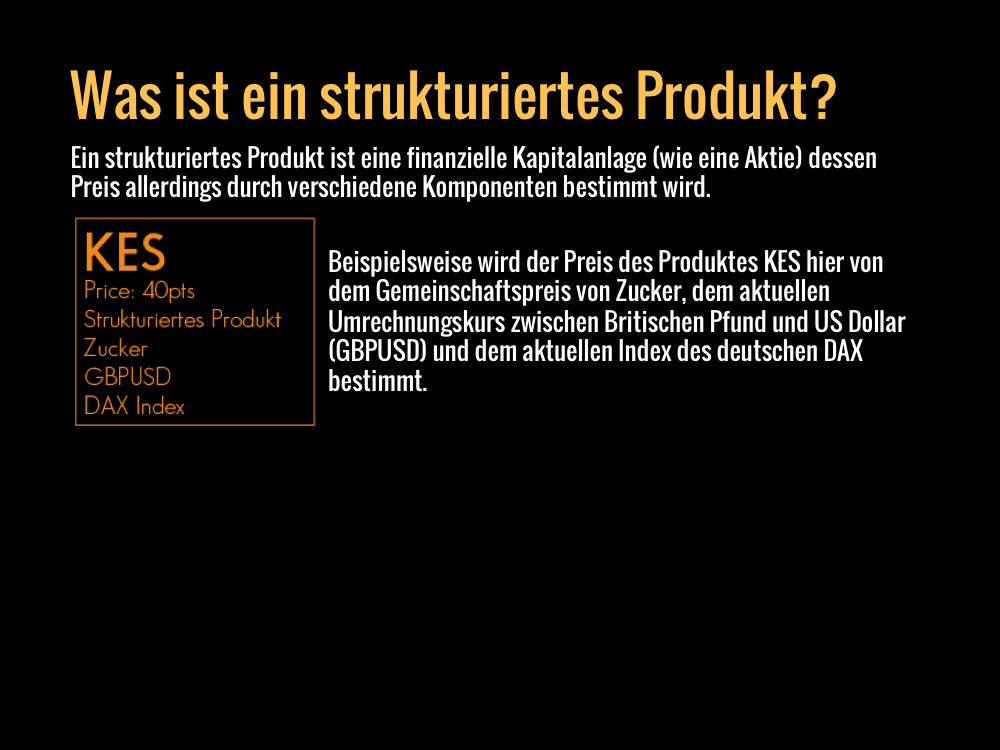 Was ist ein strukturiertes Produkt?
Ein strukturiertes Produkt ist eine finanzielle Kapitalanlage (wie eine Aktie) dessen
Preis allerdings durch verschiedene Komponenten bestimmt wird.
KES
Price: 40pts
Strukturiertes Produkt
Zucker
GBPUSD
DAX Index
Beispielsweise wird der Preis des Produktes KES hier von
dem Gemeinschaftspreis von Zucker, dem aktuellen
Umrechnungskurs zwischen Britischen Pfund und US Dollar
(GBPUSD) und dem aktuellen Index des deutschen DAX
bestimmt.